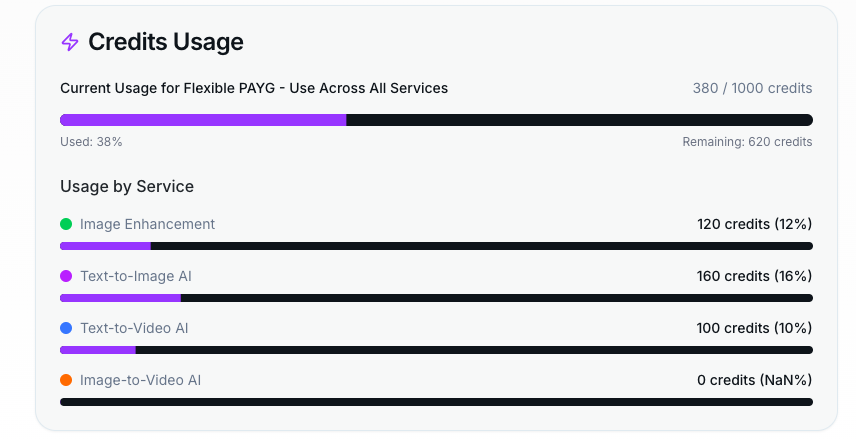 Credits Usage
Current Usage for Flexible PAYG - Use Across All Services 380 / 1000 credits
Used: 38% Remaining: 620 credits
Usage by Service
Image Enhancement 120 credits (12%)
Text-to-Image AI 160 credits (16%)
Text-to-Video AI 100 credits (10%)
Image-to-Video AI 0 credits (NaN%)